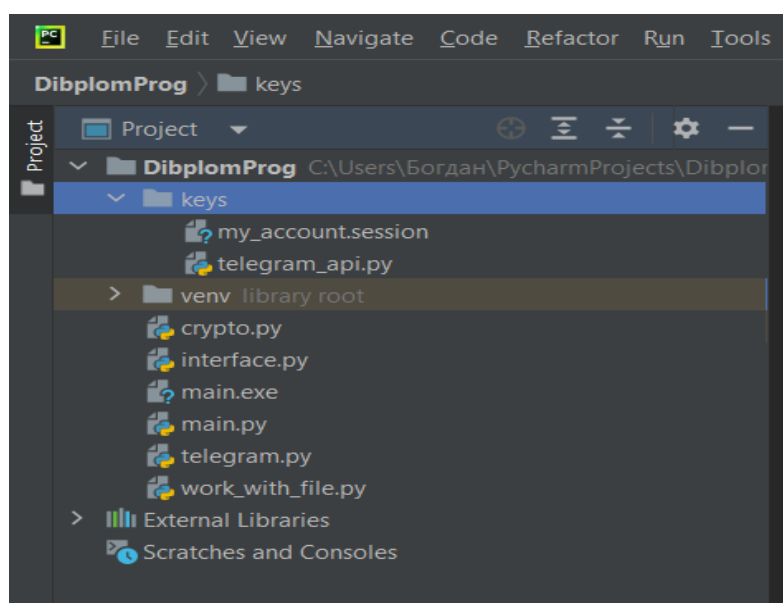 PC File Edit View Navigate Code Refactor Run Tools
DibplomProg keys
Project
Project
DibplomProg C:\Users\Богдан\PycharmProjects\Dibplor
keys
my_account.session
telegram_api.py
venv library root
crypto.py
interface.py
main.exe
main.py
telegram.py
work_with_file.py
External Libraries
Scratches and Consoles